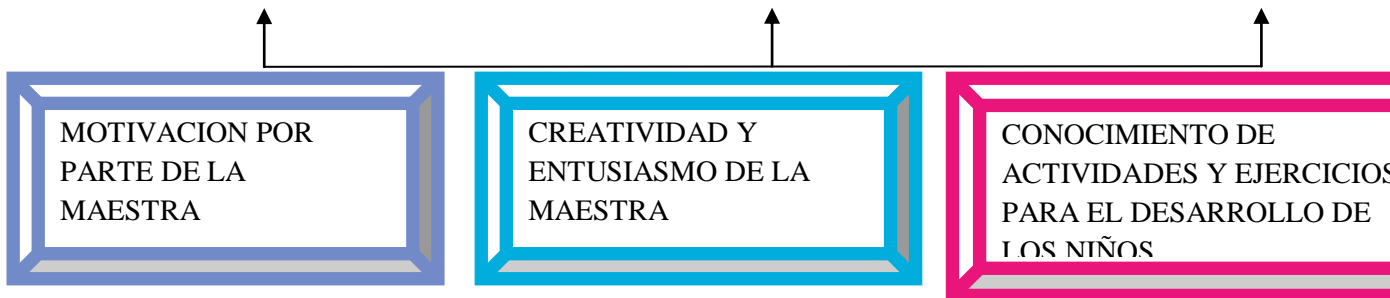 MOTIVACION POR
PARTE DE LA
MAESTRA
CREATIVIDAD Y
ENTUSIASMO DE LA
MAESTRA
CONOCIMIENTO DE
ACTIVIDADES Y EJERCICIOS
PARA EL DESARROLLO DE
LOS NIÑOS